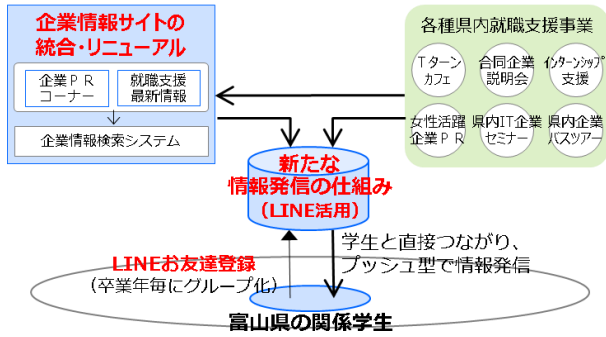 企業情報サイトの
統合・リニューアル
企業ＰＲ
コーナー
就職支援
最新情報
企業情報検索システム
各種県内就職支援事業
Ｔターン
カフェ
合同企業
説明会
インターンシップ
支援
女性活躍
企業ＰＲ
県内IT企業
セミナー
県内企業
バスツアー
新たな
情報発信の仕組み
（LINE活用）
学生と直接つながり、
プッシュ型で情報発信
LINEお友達登録
（卒業年毎にグループ化）
富山県の関係学生